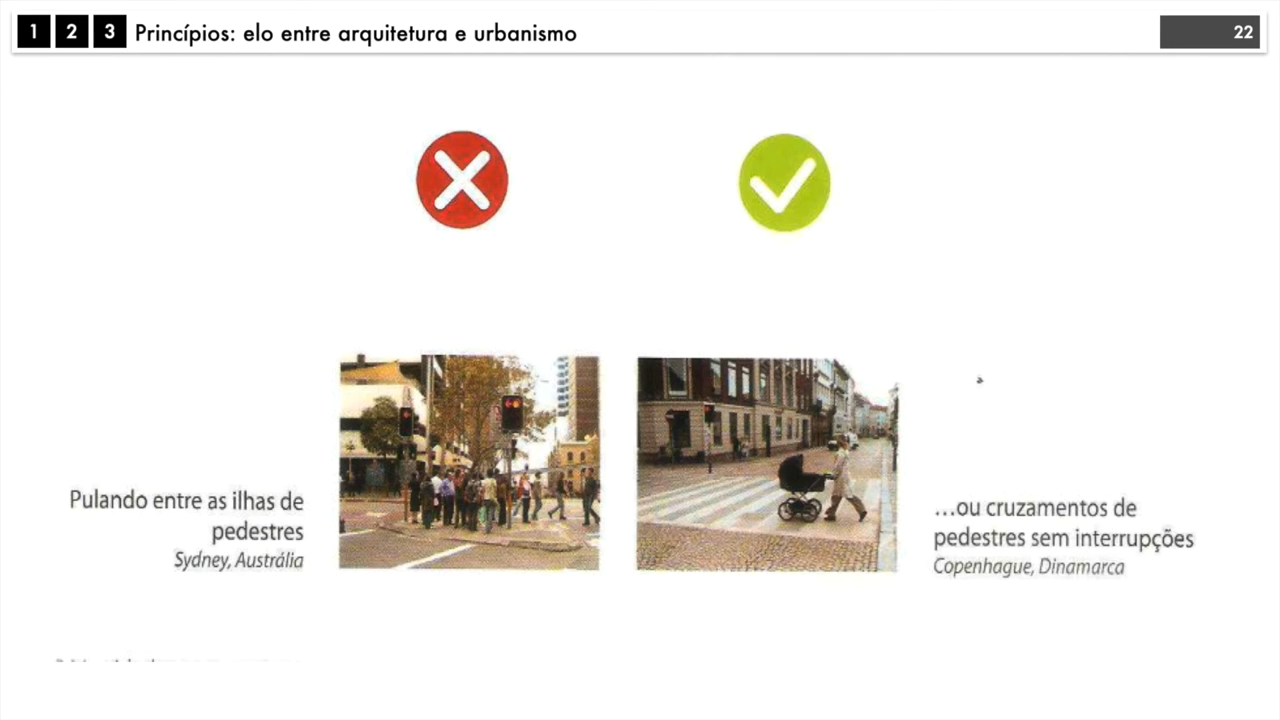 1 2 3 Princípios: elo entre arquitetura e urbanismo
22
Pulando entre as ilhas de
pedestres
Sydney, Austrália
...ou cruzamentos de
pedestres sem interrupções
Copenhague, Dinamarca